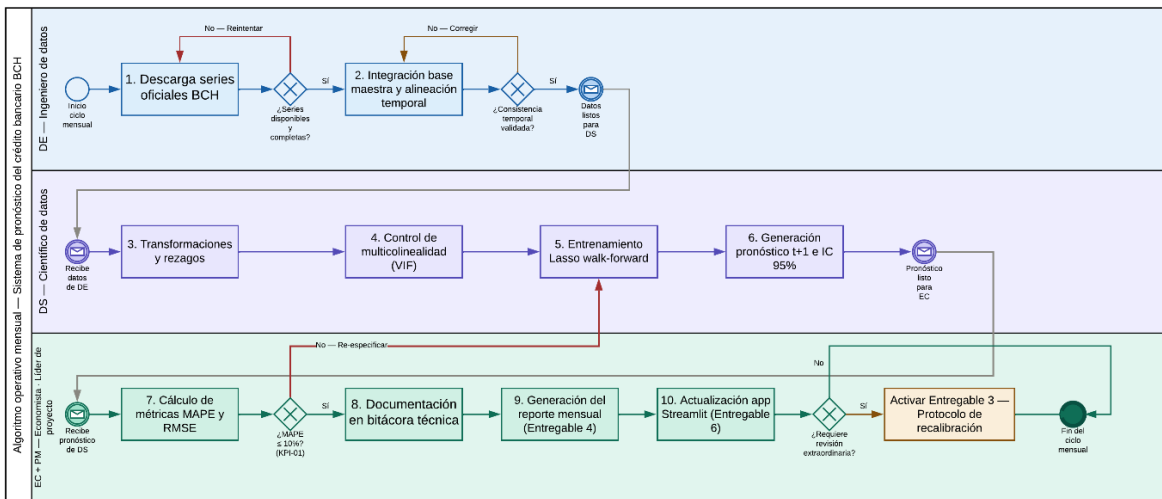 Algoritmo operativo mensual — Sistema de pronóstico del crédito bancario BCH
DE — Ingeniero de datos
No — Reintentar
No — Corregir
1. Descarga series
oficiales BCH
2. Integración base
maestra y alineación
temporal
Sí
Sí
Inicio
ciclo
mensual
¿Series
disponibles
y
completas?
¿Consistencia
temporal
validada?
Datos
listos
para
DS
DS — Científico de datos
3. Transformaciones
y rezagos
4. Control de
multicolinealidad
(VIF)
5. Entrenamiento
Lasso walk-forward
6. Generación
pronóstico t+1 e IC
95%
Recibe
datos
de DE
Pronóstico
listo
para
EC
EC + PM — Economista · Líder de
proyecto
No — Re-especificar
No
7. Cálculo de
métricas MAPE y
RMSE
Sí
8. Documentación
en bitácora técnica
9. Generación del
reporte mensual
(Entregable 4)
10. Actualización app
Streamlit (Entregable
6)
Sí
Activar Entregable 3 —
Protocolo de
recalibración
Recibe
pronóstico
de DS
¿MAPE
≤ 10%?
(KPI-01)
¿Requiere
revisión
extraordinaria?
Fin del
ciclo
mensual